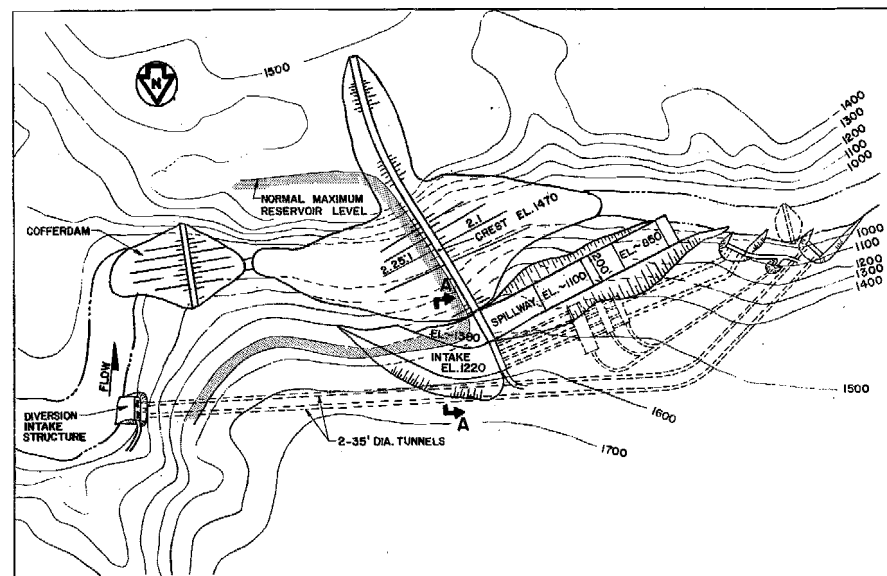 N
1500
1400
1300
1200
1100
1000
NORMAL MAXIMUM
RESERVOIR LEVEL
COFFERDAM
2.1
CREST EL. 1470
2.25:1
A
SPILLWAY
EL.~1100
200'
EL.~950
1000
1100
1200
1300
1400
EL~1380
INTAKE
EL.1220
FLOW
DIVERSION
INTAKE
STRUCTURE
2-35' DIA. TUNNELS
A
1500
1600
1700